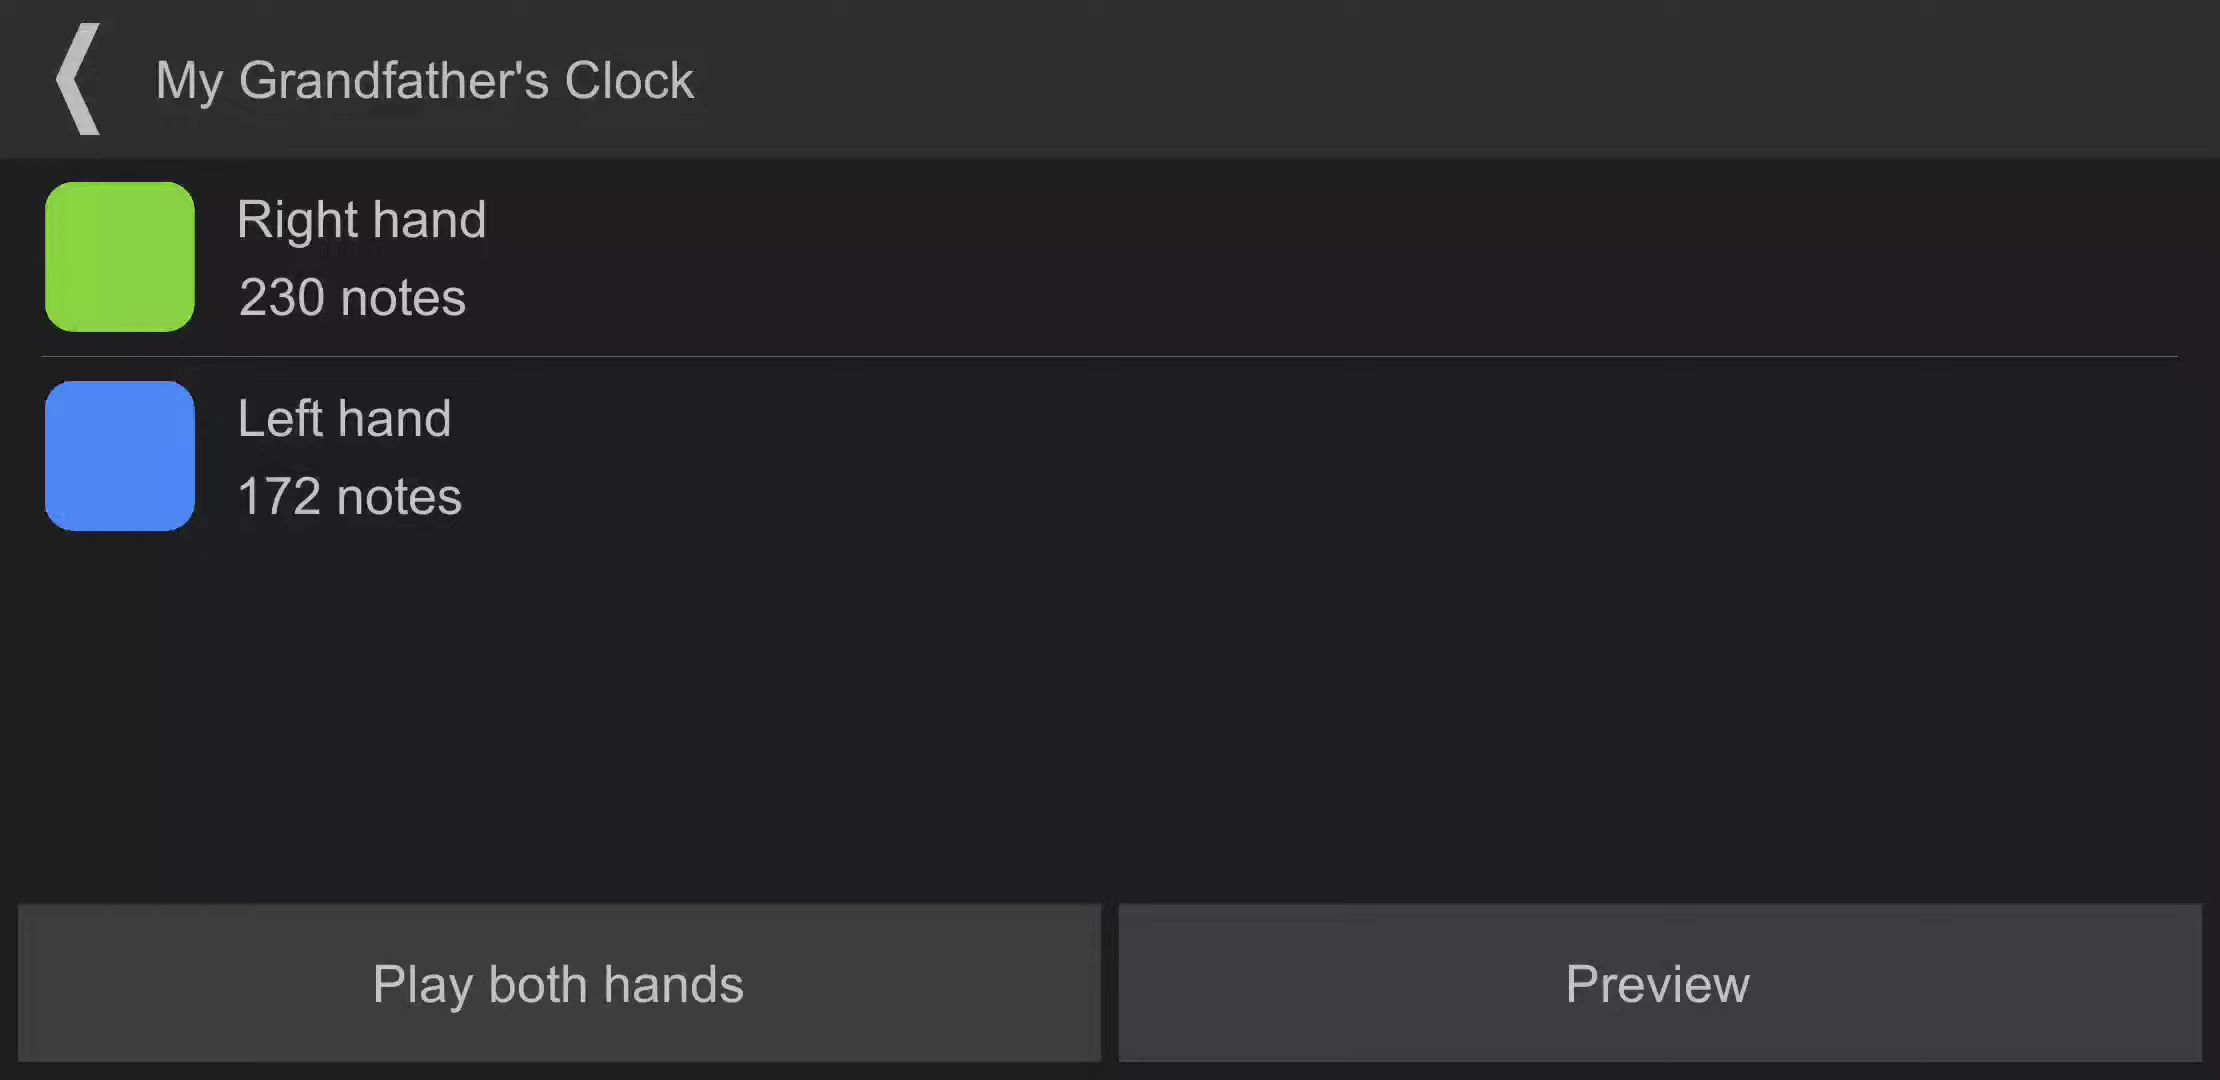 My Grandfather's Clock
Right hand
230 notes
Left hand
172 notes
Play both hands
Preview